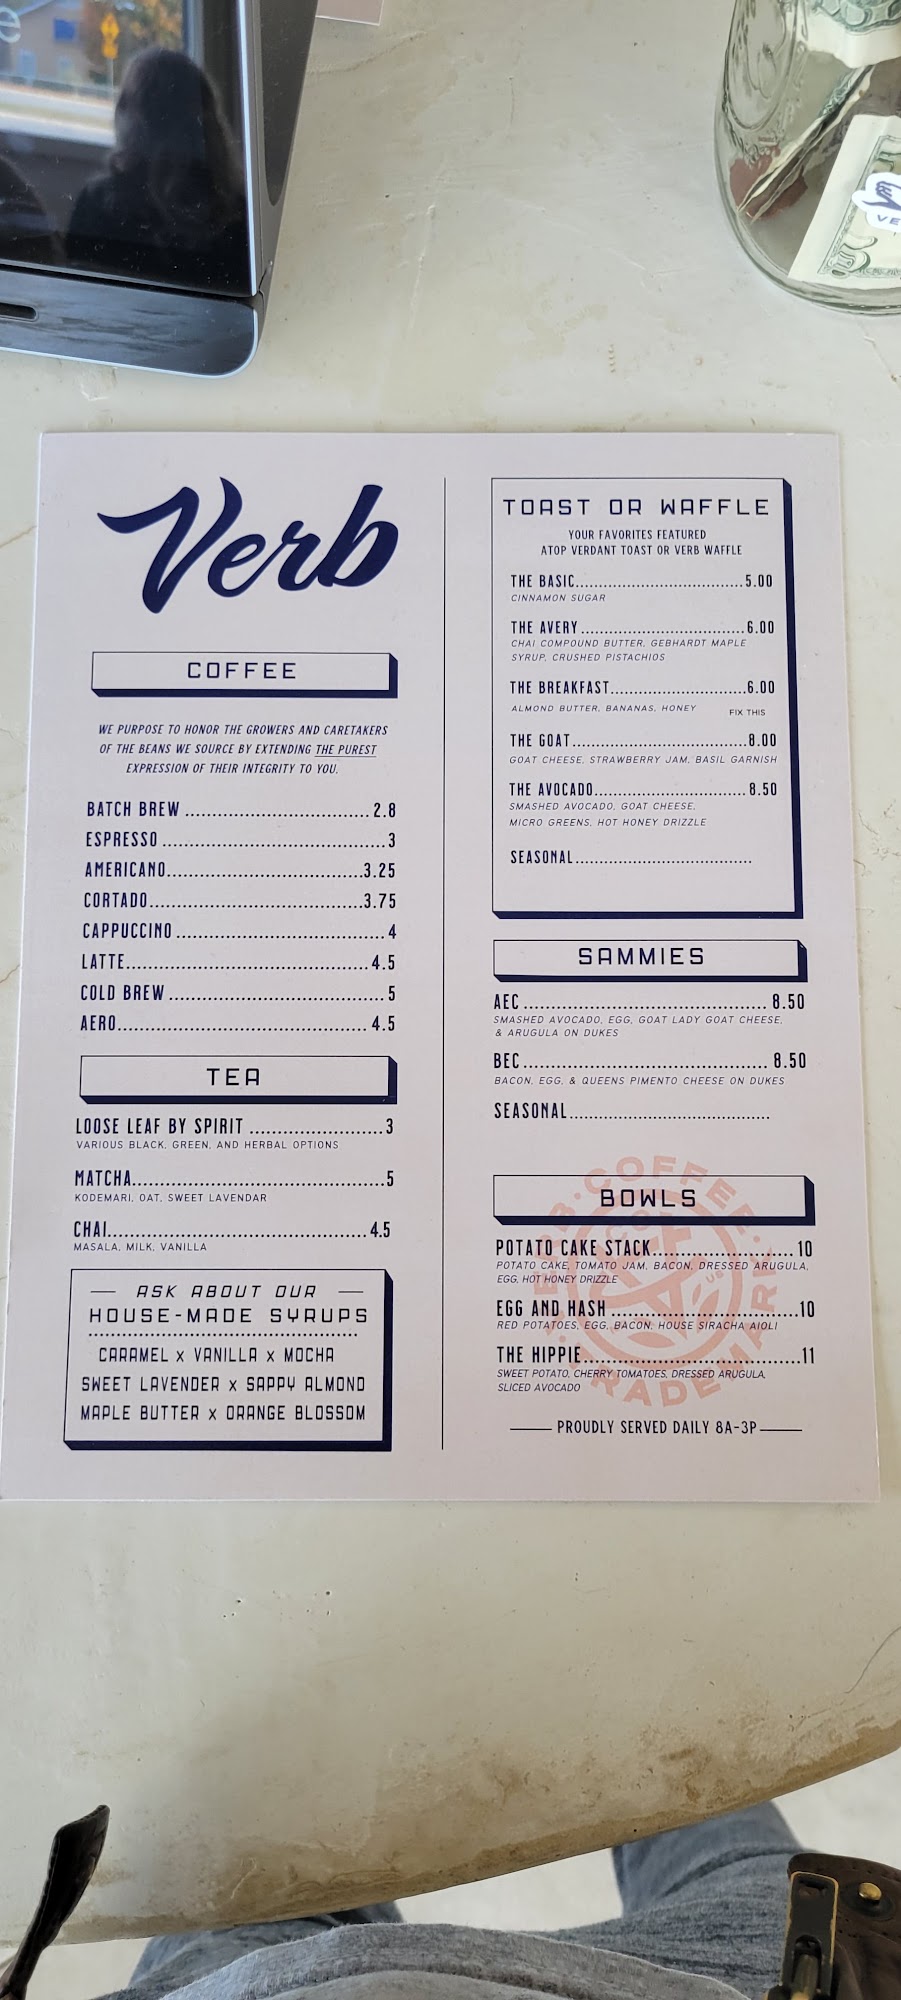 Verb
COFFEE
WE PURPOSE TO HONOR THE GROWERS AND CARETAKERS
OF THE BEANS WE SOURCE BY EXTENDING THE PUREST
EXPRESSION OF THEIR INTEGRITY TO YOU.
BATCH BREW 2.8
ESPRESSO 3
AMERICANO 3.25
CORTADO 3.75
CAPPUCCINO 4
LATTE 4.5
COLD BREW 5
AERO 4.5
TEA
LOOSE LEAF BY SPIRIT 3
VARIOUS BLACK, GREEN, AND HERBAL OPTIONS
MATCHA 5
KODEMARI, OAT, SWEET LAVENDAR
CHAI 4.5
MASALA, MILK, VANILLA
ASK ABOUT OUR
HOUSE-MADE SYRUPS
CARAMEL x VANILLA x MOCHA
SWEET LAVENDER x SAPPY ALMOND
MAPLE BUTTER x ORANGE BLOSSOM
TOAST OR WAFFLE
YOUR FAVORITES FEATURED
ATOP VERDANT TOAST OR VERB WAFFLE
THE BASIC 5.00
CINNAMON SUGAR
THE AVERY 6.00
CHAI COMPOUND BUTTER, GEBHARDT MAPLE
SYRUP, CRUSHED PISTACHIOS
THE BREAKFAST 6.00
ALMOND BUTTER, BANANAS, HONEY FIX THIS
THE GOAT 8.00
GOAT CHEESE, STRAWBERRY JAM, BASIL GARNISH
THE AVOCADO 8.50
SMASHED AVOCADO, GOAT CHEESE,
MICRO GREENS, HOT HONEY DRIZZLE
SEASONAL
SAMMIES
AEC 8.50
SMASHED AVOCADO, EGG, GOAT LADY GOAT CHEESE,
& ARUGULA ON DUKES
BEC 8.50
BACON, EGG, & QUEENS PIMENTO CHEESE ON DUKES
SEASONAL
BOWLS
POTATO CAKE STACK 10
POTATO CAKE, TOMATO JAM, BACON, DRESSED ARUGULA,
EGG, HOT HONEY DRIZZLE
EGG AND HASH 10
RED POTATOES, EGG, BACON, HOUSE SIRACHA AIOLI
THE HIPPIE 11
SWEET POTATO, CHERRY TOMATOES, DRESSED ARUGULA,
SLICED AVOCADO
PROUDLY SERVED DAILY 8A-3P